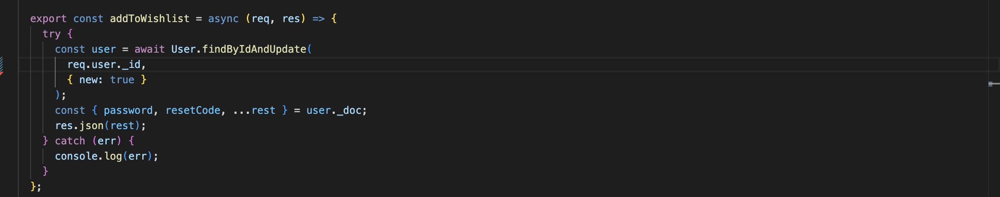 export const addToWishlist = async (req, res) => {
try {
const user = await User.findByIdAndUpdate(
req.user._id,
{ new: true }
);
const { password, resetCode, ...rest } = user._doc;
res.json(rest);
} catch (err) {
console.log(err);
}
};